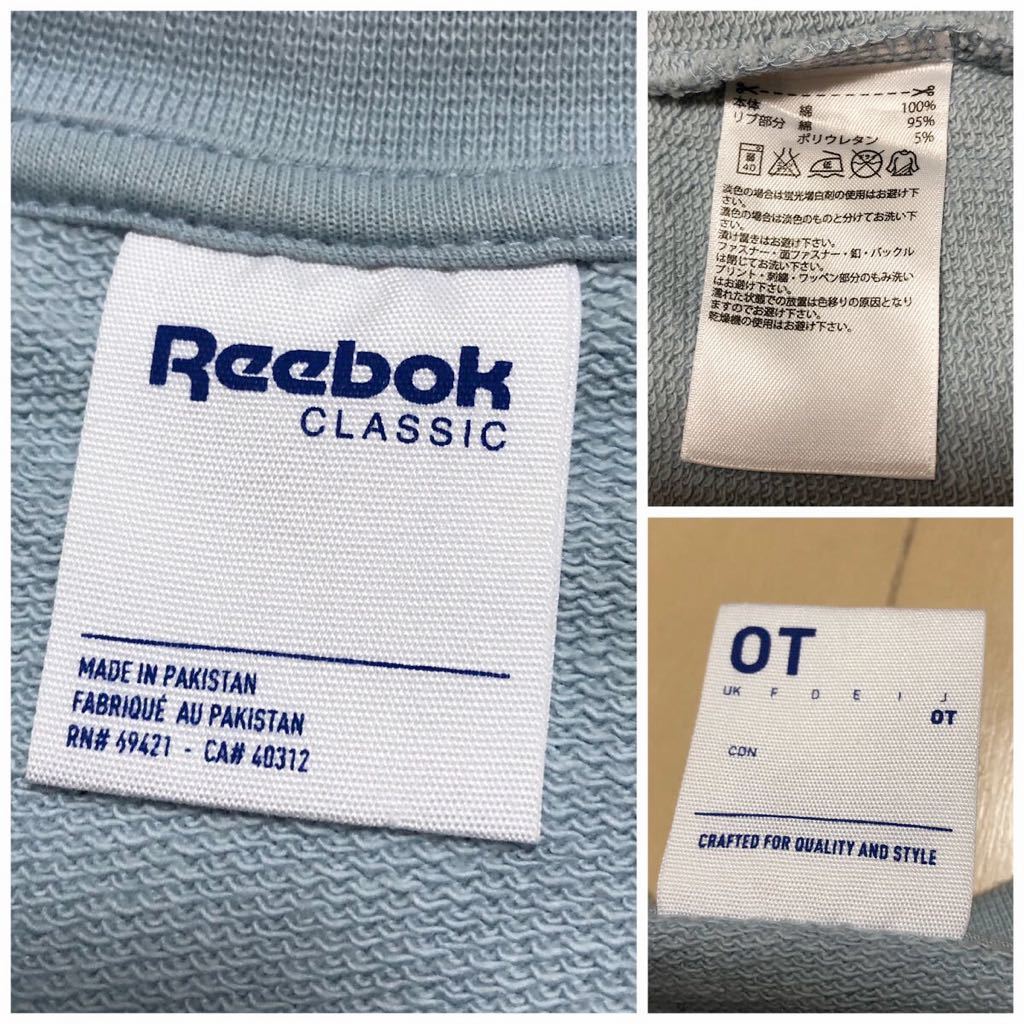 Reebok
CLASSIC
MADE IN PAKISTAN
FABRIQUÉ AU PAKISTAN
RN# 49421 - CA# 40312
本体 綿 100%
リブ部分 綿 95%
ポリウレタン 5%
40 低
淡色の場合は蛍光増白剤の使用はお避け下
さい。
濃色の場合は淡色のものと分けてお洗い下
さい。
漬け置きはお避け下さい。
ファスナー・面ファスナー・釦・バックル
は閉じてお洗い下さい。
プリント・刺繍・ワッペン部分のもみ洗い
はお避け下さい。
濡れた状態での放置は色移りの原因となり
ますのでお避け下さい。
乾燥機の使用はお避け下さい。
OT
UK F D E I J
OT
CDN
CRAFTED FOR QUALITY AND STYLE